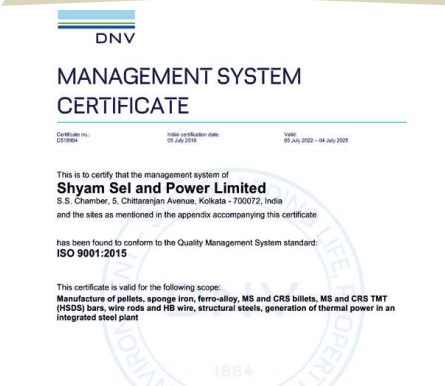 DNV
MANAGEMENT SYSTEM
CERTIFICATE
Certificate no.:
Initial certification date:
Valid:
05 July 2016
05 July 2022 – 04 July 2025
This is to certify that the management system of
Shyam Sel and Power Limited
S.S. Chamber, 5, Chittaranjan Avenue, Kolkata - 700072, India
and the sites as mentioned in the appendix accompanying this certificate
has been found to conform to the Quality Management System standard:
ISO 9001:2015
This certificate is valid for the following scope:
Manufacture of pellets, sponge iron, ferro-alloy, MS and CRS billets, MS and CRS TMT
(HSDS) bars, wire rods and HB wire, structural steels, generation of thermal power in an
integrated steel plant
1864